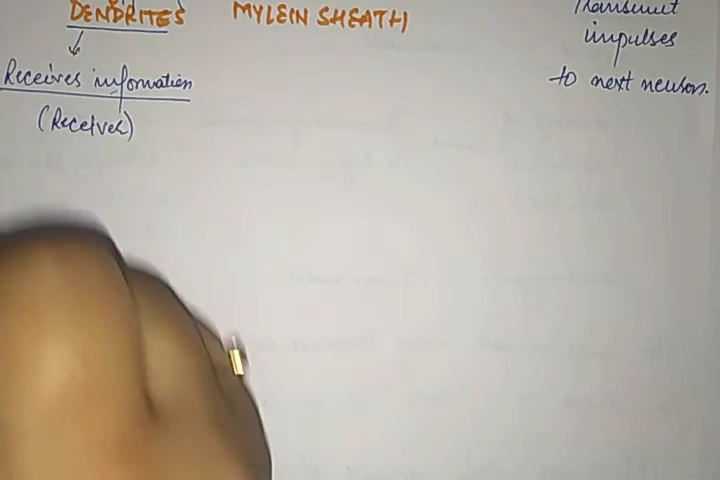 DENDRITES
MYLEIN SHEATH
Transmit
impulses
to next neuron.
Receives information
(Receiver)